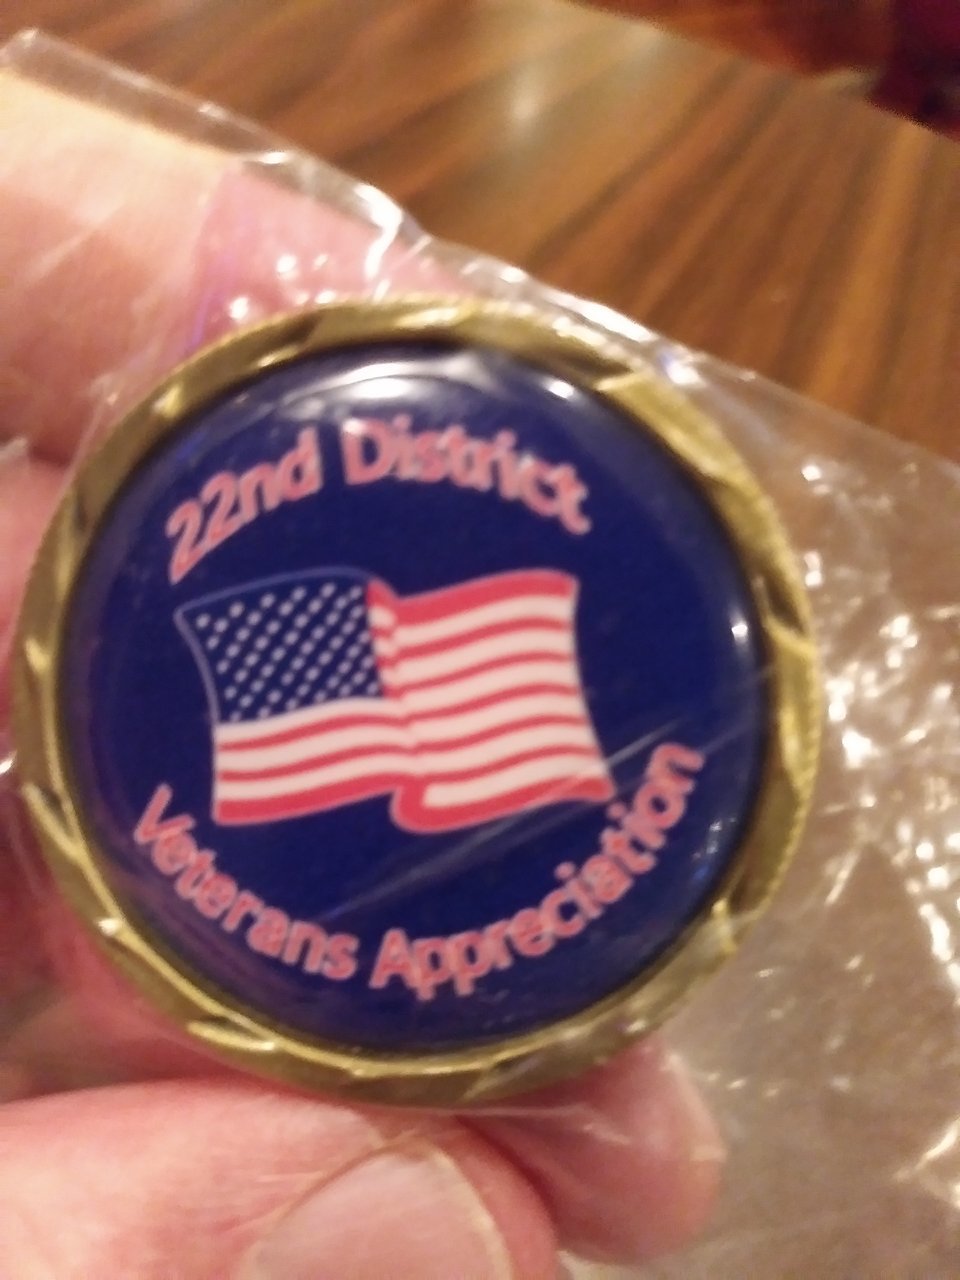 22nd District
Veterans Appreciation